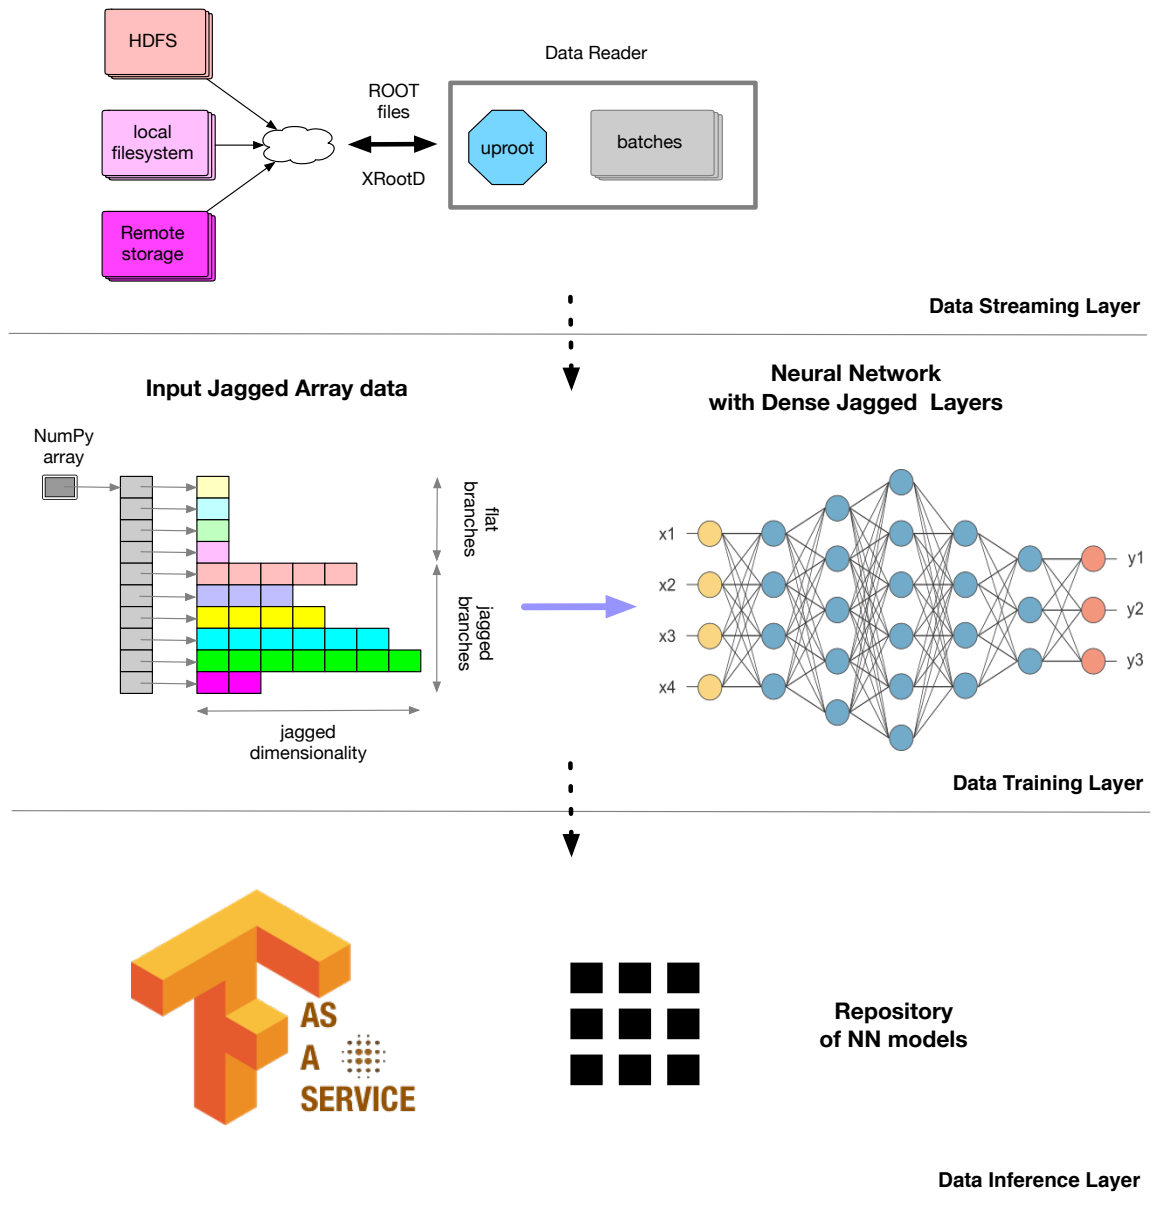 HDFS
Data Reader
ROOT
files
local
filesystem
uproot
batches
XRootD
Remote
storage
Data Streaming Layer
Input Jagged Array data
Neural Network
with Dense Jagged Layers
NumPy
array
flat
branches
jagged
branches
jagged
dimensionality
x1
x2
x3
x4
y1
y2
y3
Data Training Layer
AS
A
SERVICE
Repository
of NN models
Data Inference Layer